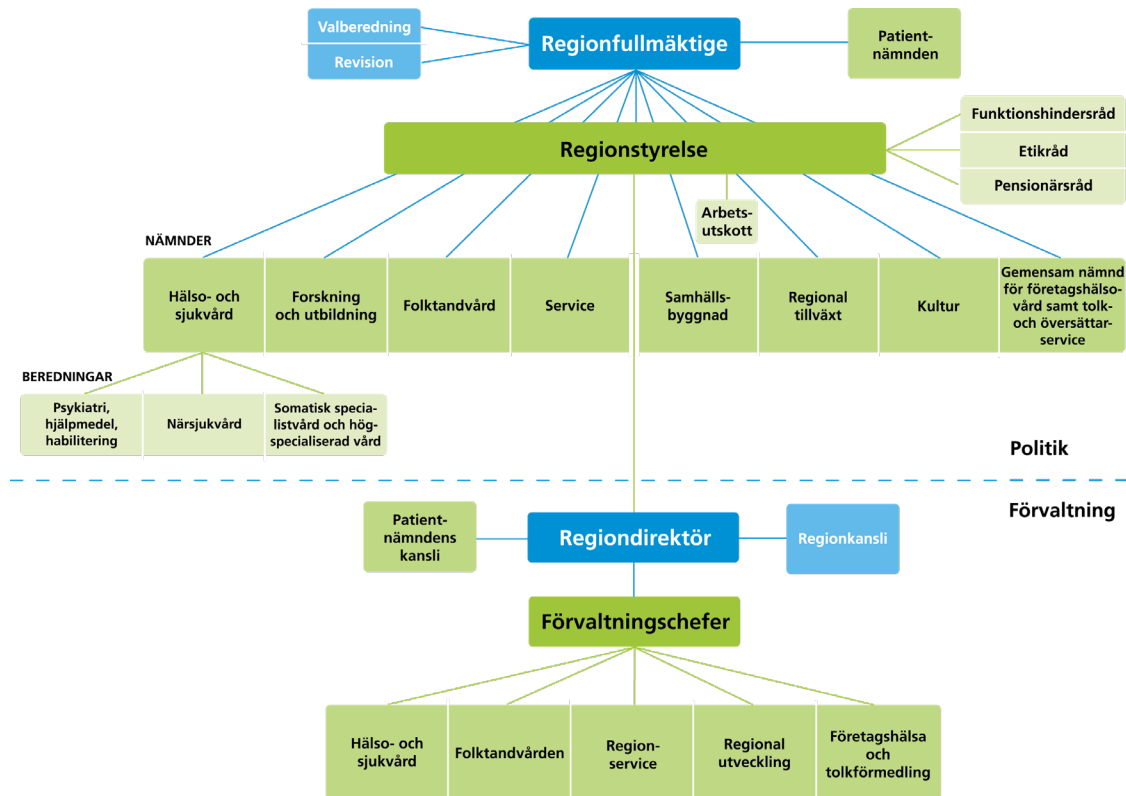 Valberedning
Revision
Regionfullmäktige
Patient-
nämnden
Funktionshindersråd
Etikråd
Pensionärsråd
Regionstyrelse
Arbets-
utskott
NÄMNDER
Hälso- och
sjukvård
Forskning
och utbildning
Folktandvård
Service
Samhälls-
byggnad
Regional
tillväxt
Kultur
Gemensam nämnd
för företagshälso-
vård samt tolk-
och översättar-
service
BEREDNINGAR
Psykiatri,
hjälpmedel,
habilitering
Närsjukvård
Somatisk specia-
listvård och hög-
specialiserad vård
Politik
Förvaltning
Patient-
nämndens
kansli
Regiondirektör
Regionkansli
Förvaltningschefer
Hälso- och
sjukvård
Folktandvården
Region-
service
Regional
utveckling
Företagshälsa
och
tolkförmedling